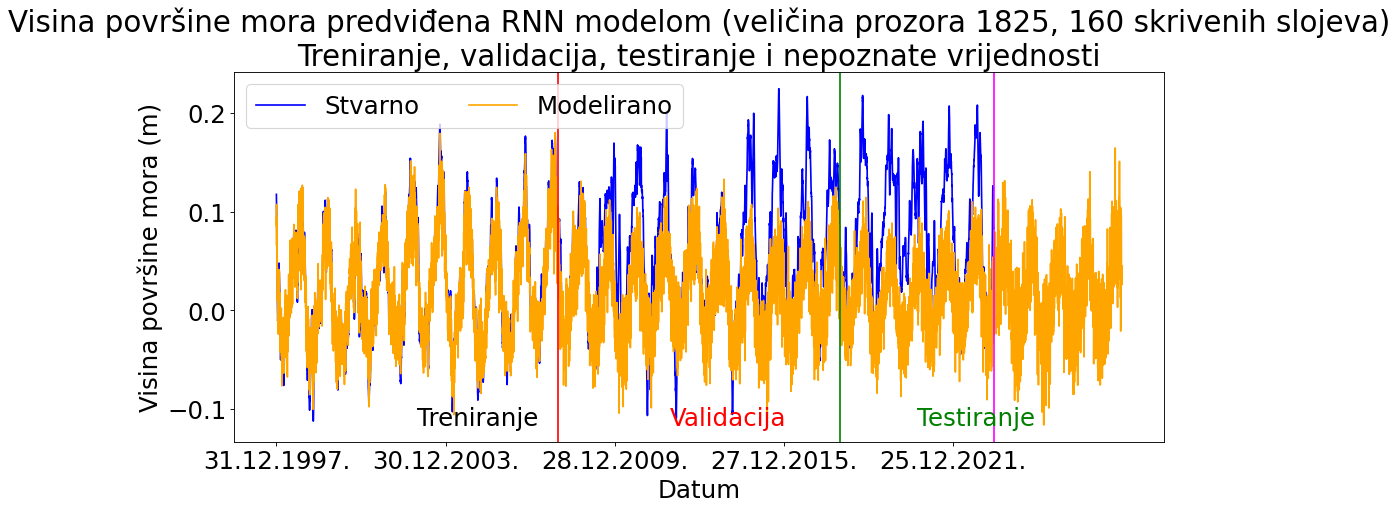 Visina površine mora predviđena RNN modelom (veličina prozora 1825, 160 skrivenih slojeva)
Treniranje, validacija, testiranje i nepoznate vrijednosti
Stvarno
Modelirano
Visina površine mora (m)
0.2
0.1
0.0
−0.1
Treniranje
Validacija
Testiranje
31.12.1997.
30.12.2003.
28.12.2009.
27.12.2015.
25.12.2021.
Datum